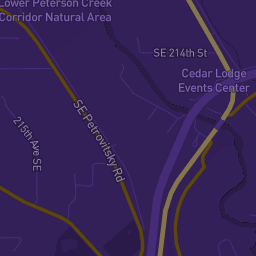 Lower Peterson Creek
Corridor Natural Area
SE 214th St
Cedar Lodge
Events Center
SE Petrovitsky Rd
215th Ave SE